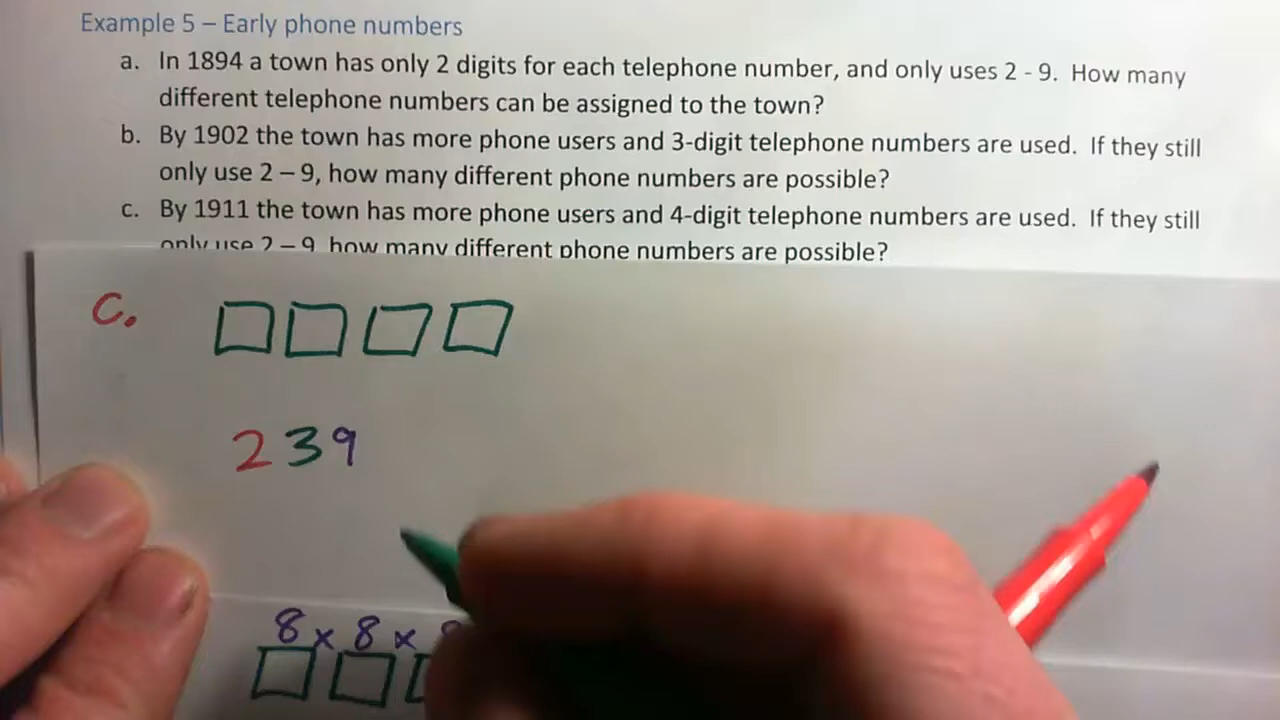 Example 5 – Early phone numbers
a. In 1894 a town has only 2 digits for each telephone number, and only uses 2 - 9. How many
different telephone numbers can be assigned to the town?
b. By 1902 the town has more phone users and 3-digit telephone numbers are used. If they still
only use 2 – 9, how many different phone numbers are possible?
c. By 1911 the town has more phone users and 4-digit telephone numbers are used. If they still
only use 2 – 9 how many different phone numbers are possible?
C.
239
8 x 8 x